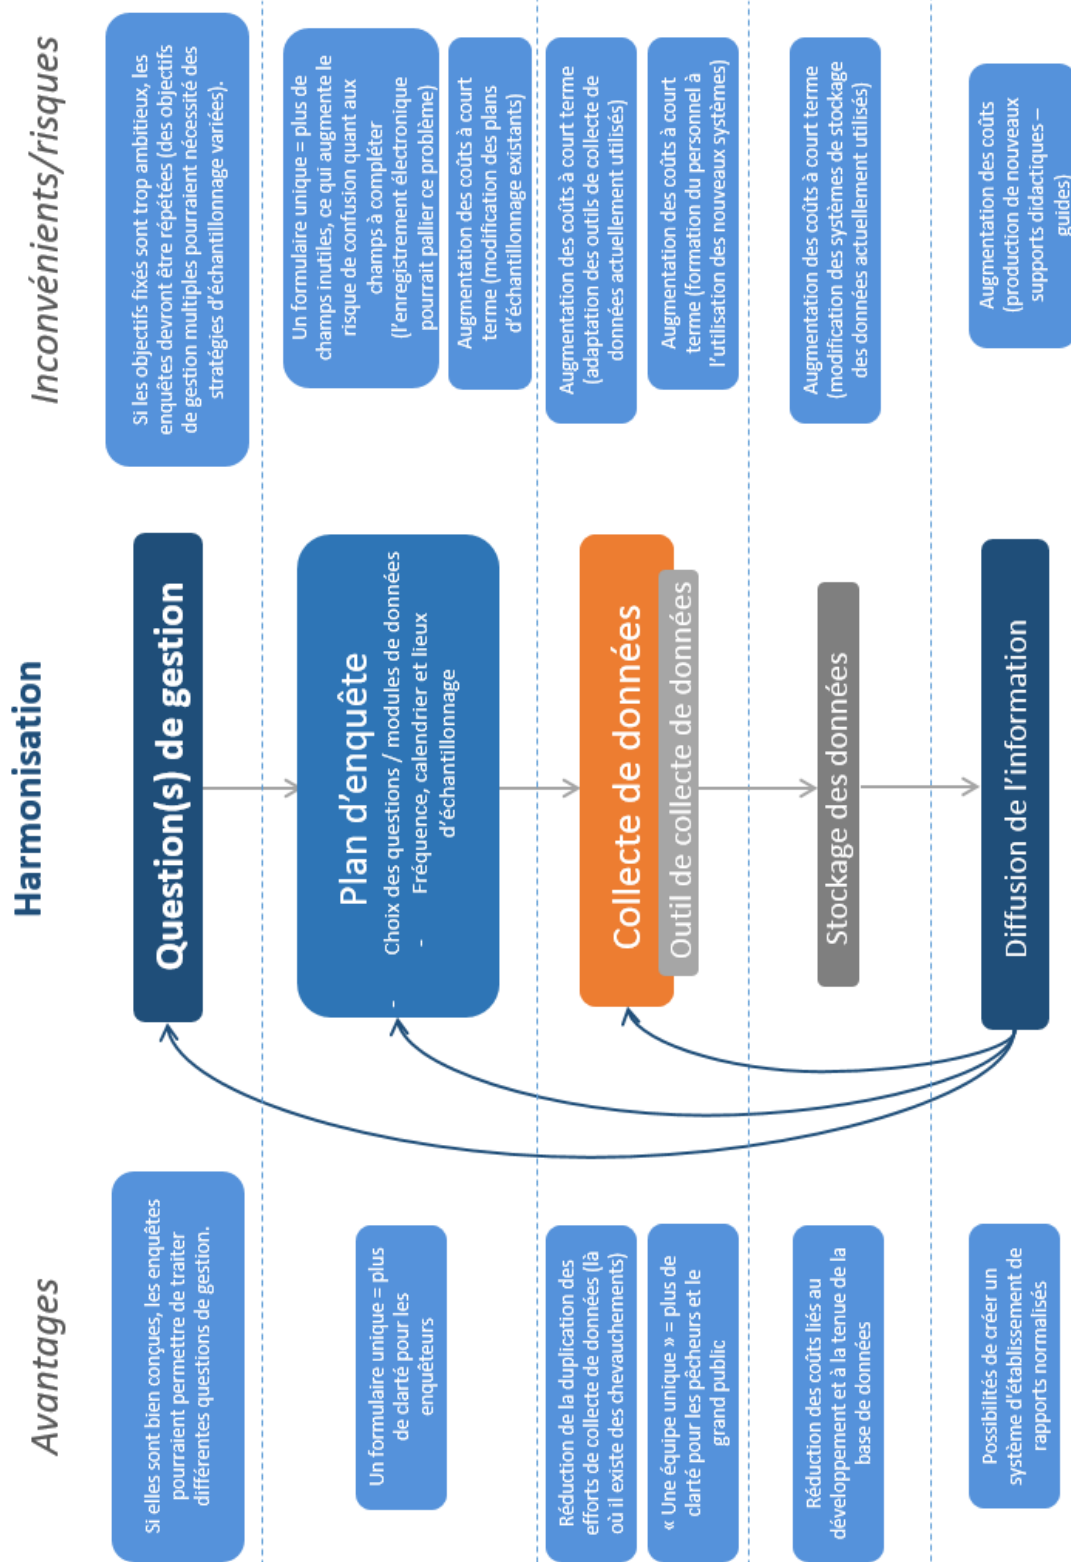 Harmonisation
Avantages
Inconvénients/risques
Si elles sont bien conçues, les enquêtes
pourraient permettre de traiter
différentes questions de gestion.
Question(s) de gestion
Si les objectifs fixés sont trop ambitieux, les
enquêtes devront être répétées (des objectifs
de gestion multiples pourraient nécessité des
stratégies d'échantillonnage variées).
Un formulaire unique = plus
de clarté pour les
enquêteurs
Plan d'enquête
- Choix des questions / modules de données
- Fréquence, calendrier et lieux
d'échantillonnage
Un formulaire unique = plus de
champs inutiles, ce qui augmente le
risque de confusion quant aux
champs à compléter
(l'enregistrement électronique
pourrait pallier ce problème)
Augmentation des coûts à court
terme (modification des plans
d'échantillonnage existants)
Réduction de la duplication des
efforts de collecte de données (là
où il existe des chevauchements)
« Une équipe unique » = plus de
clarté pour les pêcheurs et le
grand public
Collecte de données
Outil de collecte de données
Augmentation des coûts à court terme
(adaptation des outils de collecte de
données actuellement utilisés)
Augmentation des coûts à court
terme (formation du personnel à
l'utilisation des nouveaux systèmes)
Réduction des coûts liés au
développement et à la tenue de la
base de données
Stockage des données
Augmentation des coûts à court terme
(modification des systèmes de stockage
des données actuellement utilisés)
Possibilités de créer un
système d'établissement de
rapports normalisés
Diffusion de l'information
Augmentation des coûts
(production de nouveaux
supports didactiques –
guides)